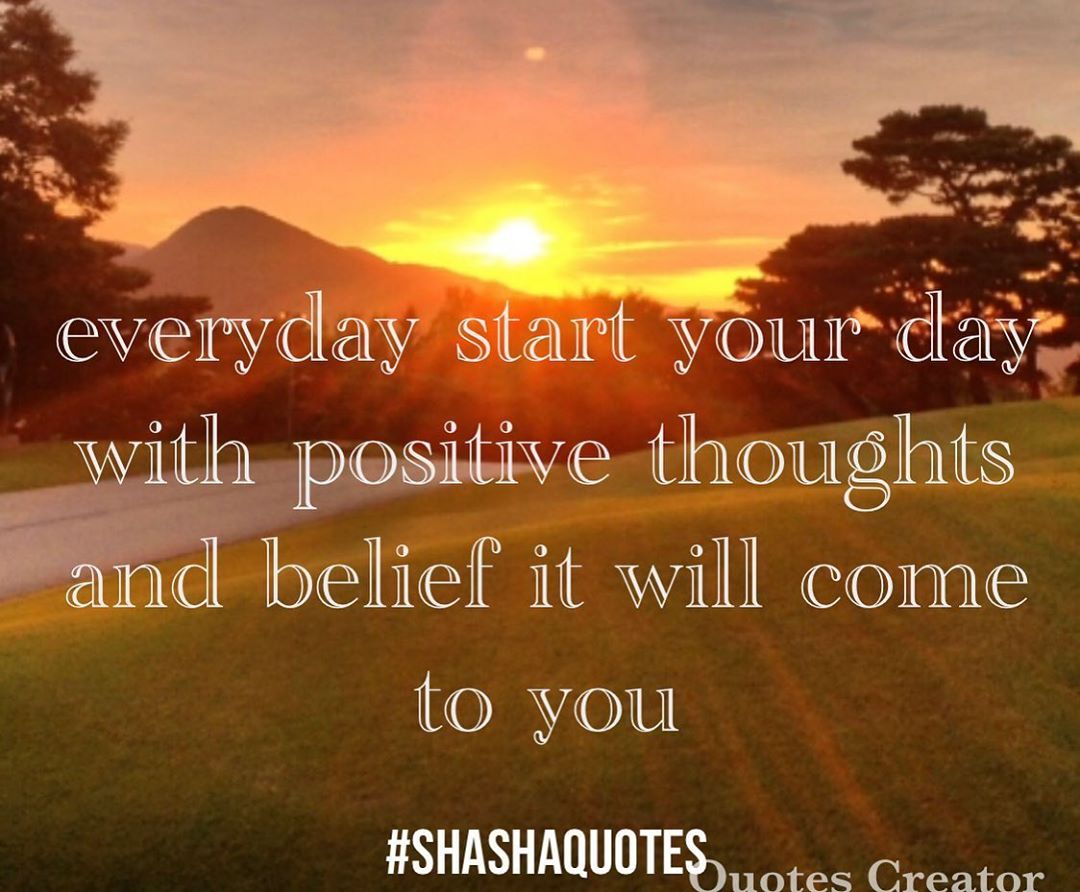 everyday start your day
with positive thoughts
and belief it will come
to you
#SHASHAQUOTES
Quotes Creator